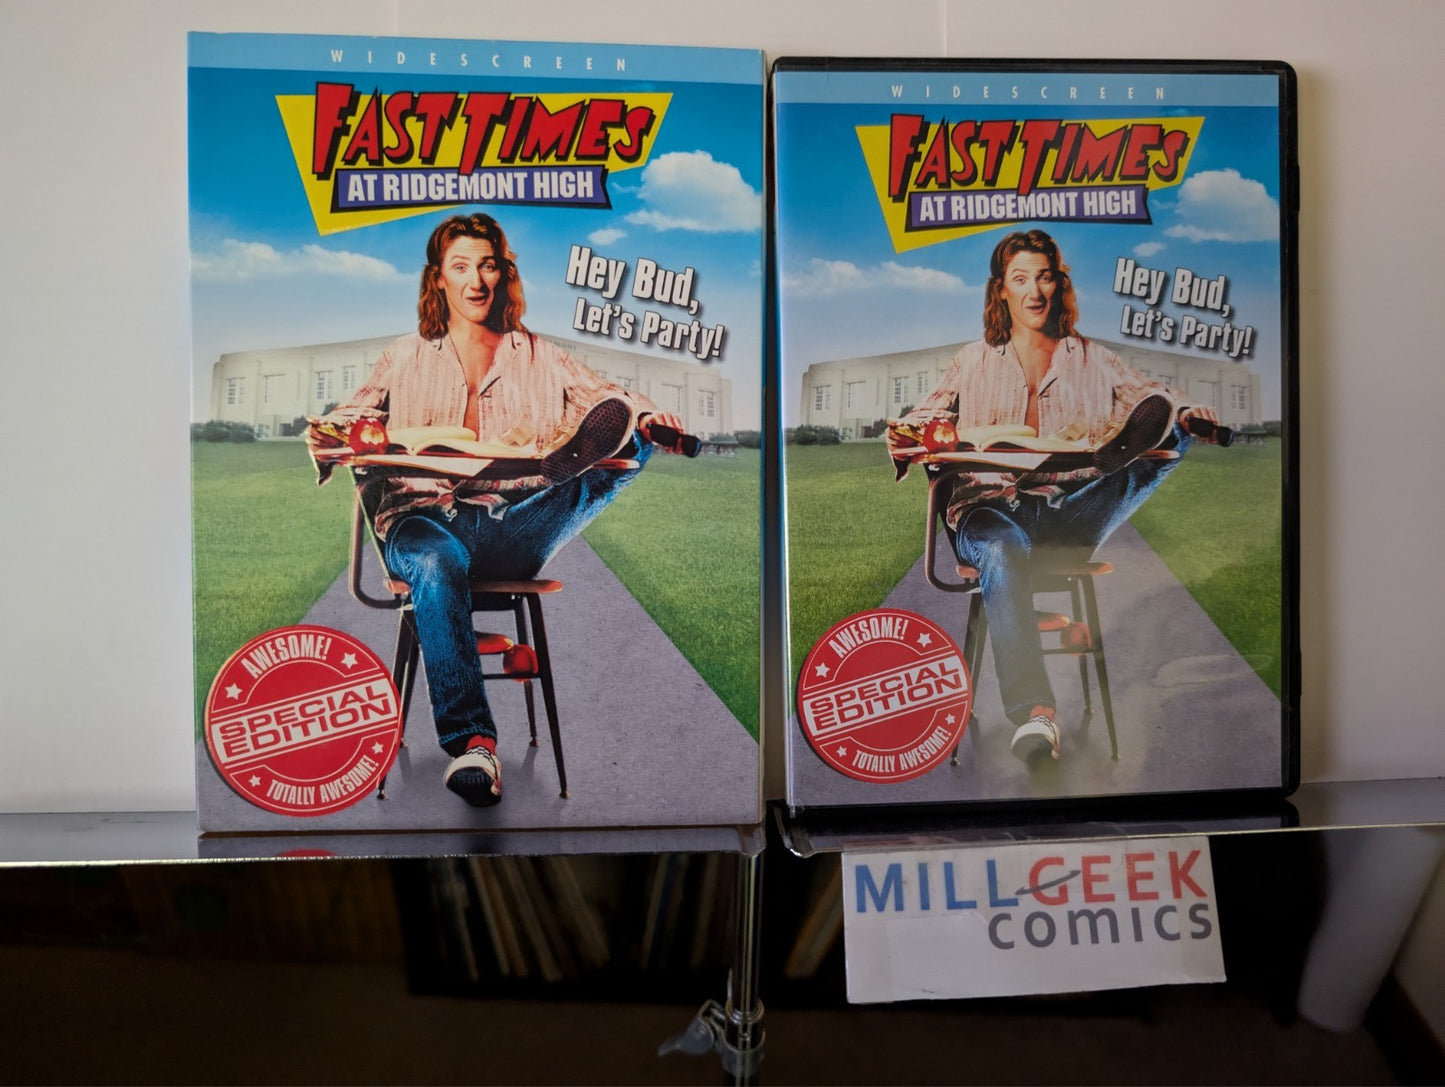 WIDESCREEN
FAST TIMES
AT RIDGEMONT HIGH
Hey Bud,
Let's Party!
AWESOME!
SPECIAL
EDITION
TOTALLY AWESOME!
WIDESCREEN
FAST TIMES
AT RIDGEMONT HIGH
Hey Bud,
Let's Party!
AWESOME!
SPECIAL
EDITION
TOTALLY AWESOME!
MILLGEEK
comics